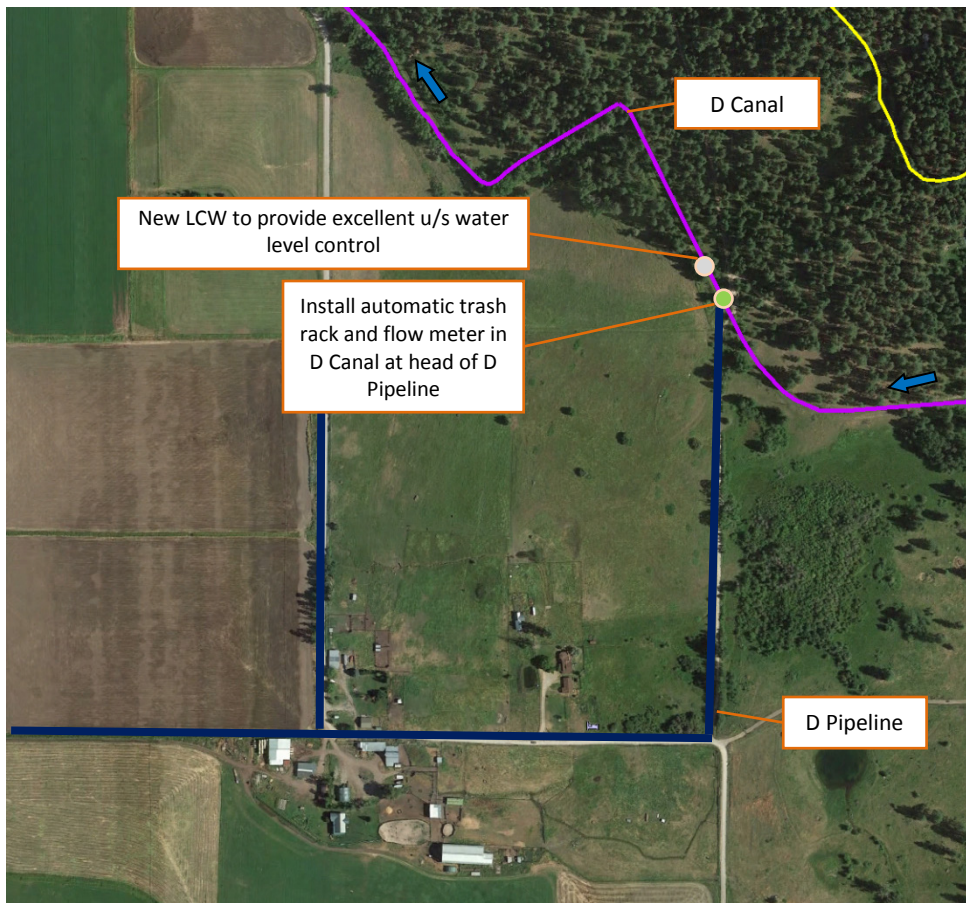 D Canal
New LCW to provide excellent u/s water
level control
Install automatic trash
rack and flow meter in
D Canal at head of D
Pipeline
D Pipeline